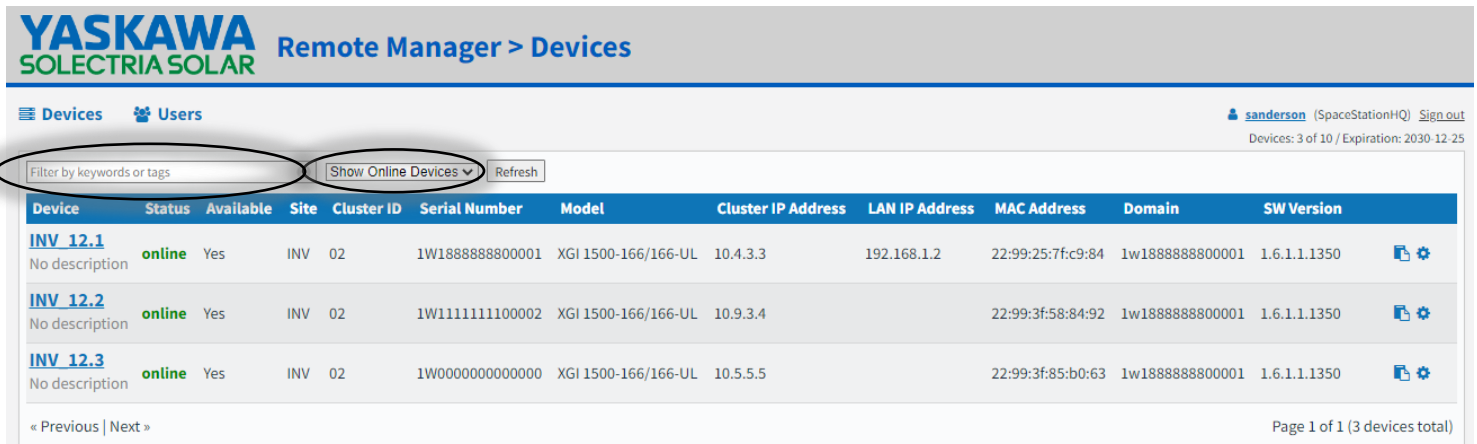 YASKAWA
SOLECTRIA SOLAR
Remote Manager > Devices
Devices Users
sanderson (SpaceStationHQ) Sign out
Devices: 3 of 10 / Expiration: 2030-12-25
Filter by keywords or tags Show Online Devices Refresh
Device Status Available Site Cluster ID Serial Number Model Cluster IP Address LAN IP Address MAC Address Domain SW Version
INV_12.1
No description online Yes INV 02 1W1888888800001 XGI 1500-166/166-UL 10.4.3.3 192.168.1.2 22:99:25:7f:c9:84 1w1888888800001 1.6.1.1.1350
INV_12.2
No description online Yes INV 02 1W1111111100002 XGI 1500-166/166-UL 10.9.3.4 22:99:3f:58:84:92 1w1888888800001 1.6.1.1.1350
INV_12.3
No description online Yes INV 02 1W0000000000000 XGI 1500-166/166-UL 10.5.5.5 22:99:3f:85:b0:63 1w1888888800001 1.6.1.1.1350
« Previous | Next » Page 1 of 1 (3 devices total)